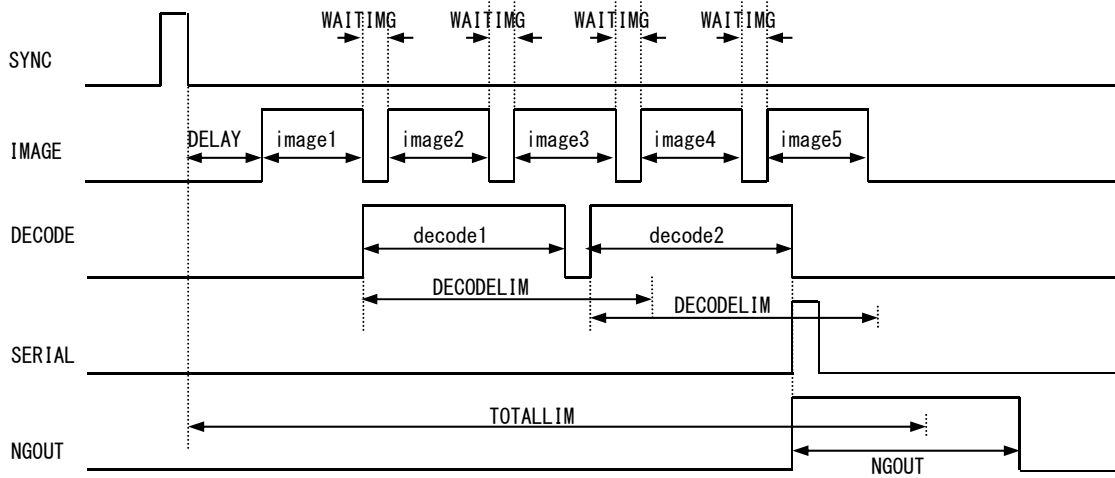 WAITIMG WAITIMG WAITIMG WAITIMG
SYNC
DELAY image1 image2 image3 image4 image5
IMAGE
DECODE decode1 decode2
DECODELIM
DECODELIM
SERIAL
TOTALLIM
NGOUT NGOUT